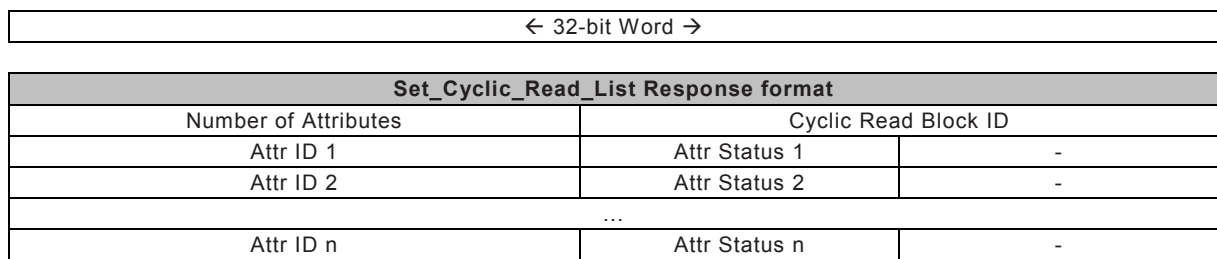 ← 32-bit Word →
Set_Cyclic_Read_List Response format
Number of Attributes Cyclic Read Block ID
Attr ID 1 Attr Status 1 -
Attr ID 2 Attr Status 2 -
…
Attr ID n Attr Status n -